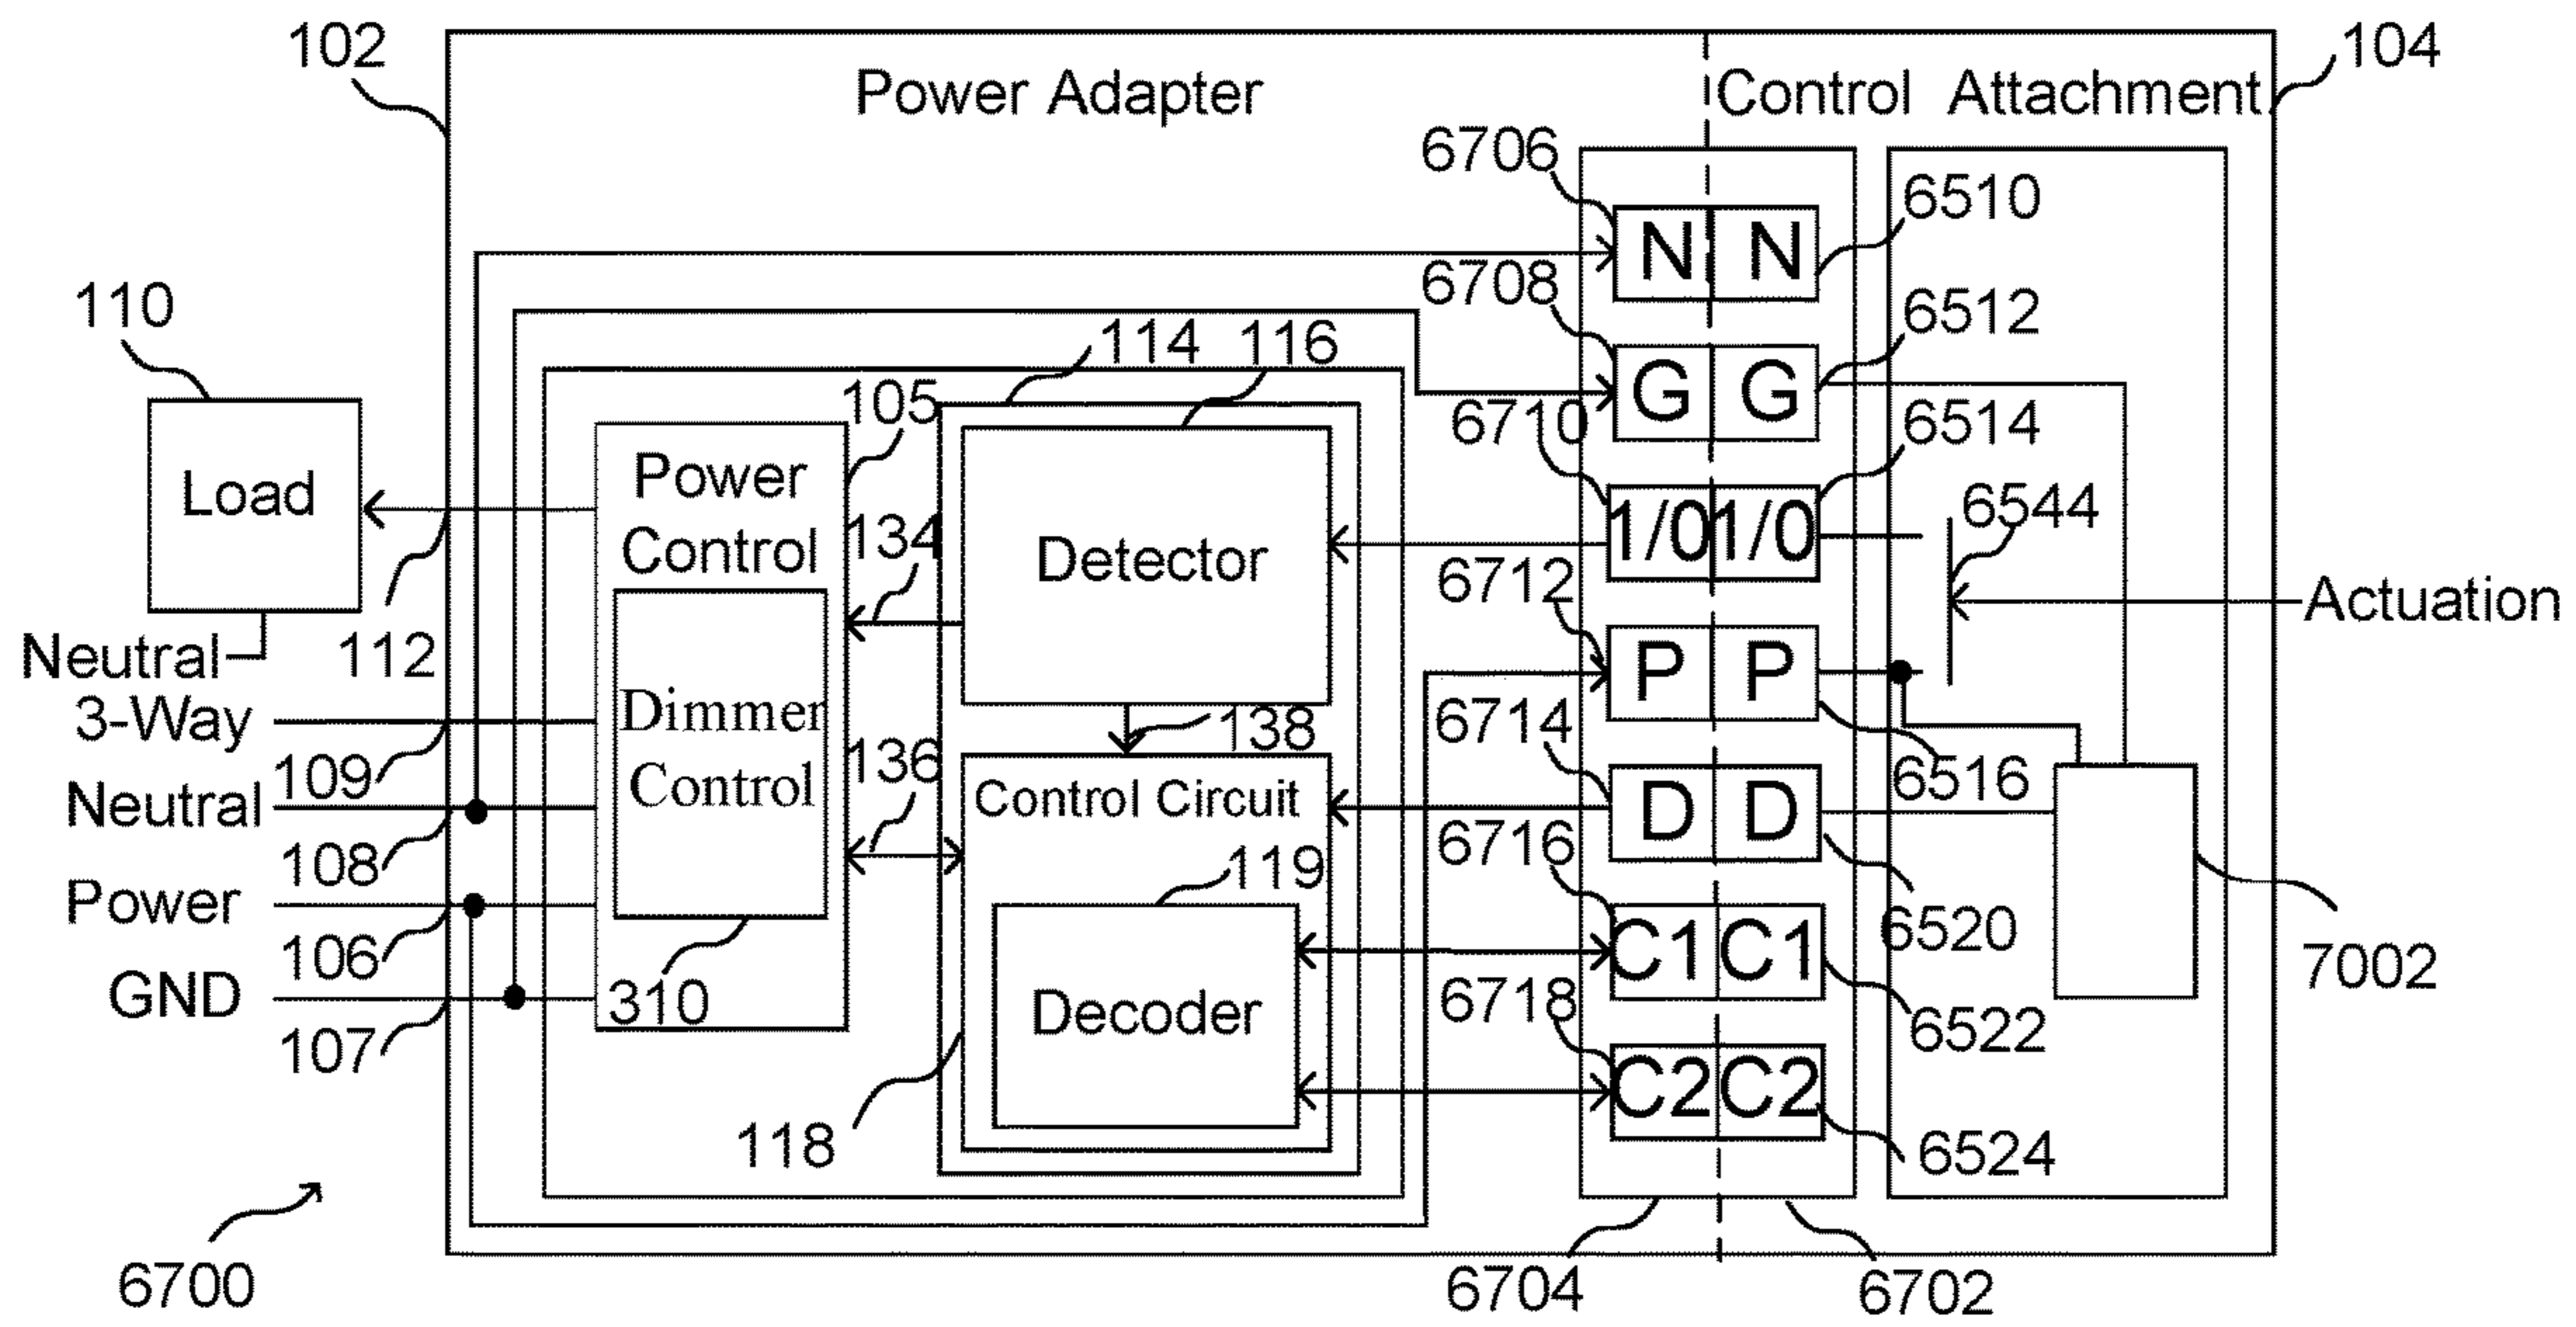 102
104
Power Adapter
Control Attachment
6706
N N
6510
6708
110
6512
114
116
G G
105
6710
6514
Load
Power
Control
1/0 1/0
6544
134
Detector
6712
Actuation
Neutral
112
P P
3-Way
Dimmer
Control
138
6714
109
136
6516
Neutral
Control Circuit
D D
108
6716
119
Power
6520
106
C1 C1
7002
GND
310
Decoder
6718
6522
107
C2 C2
118
6524
6700
6704
6702